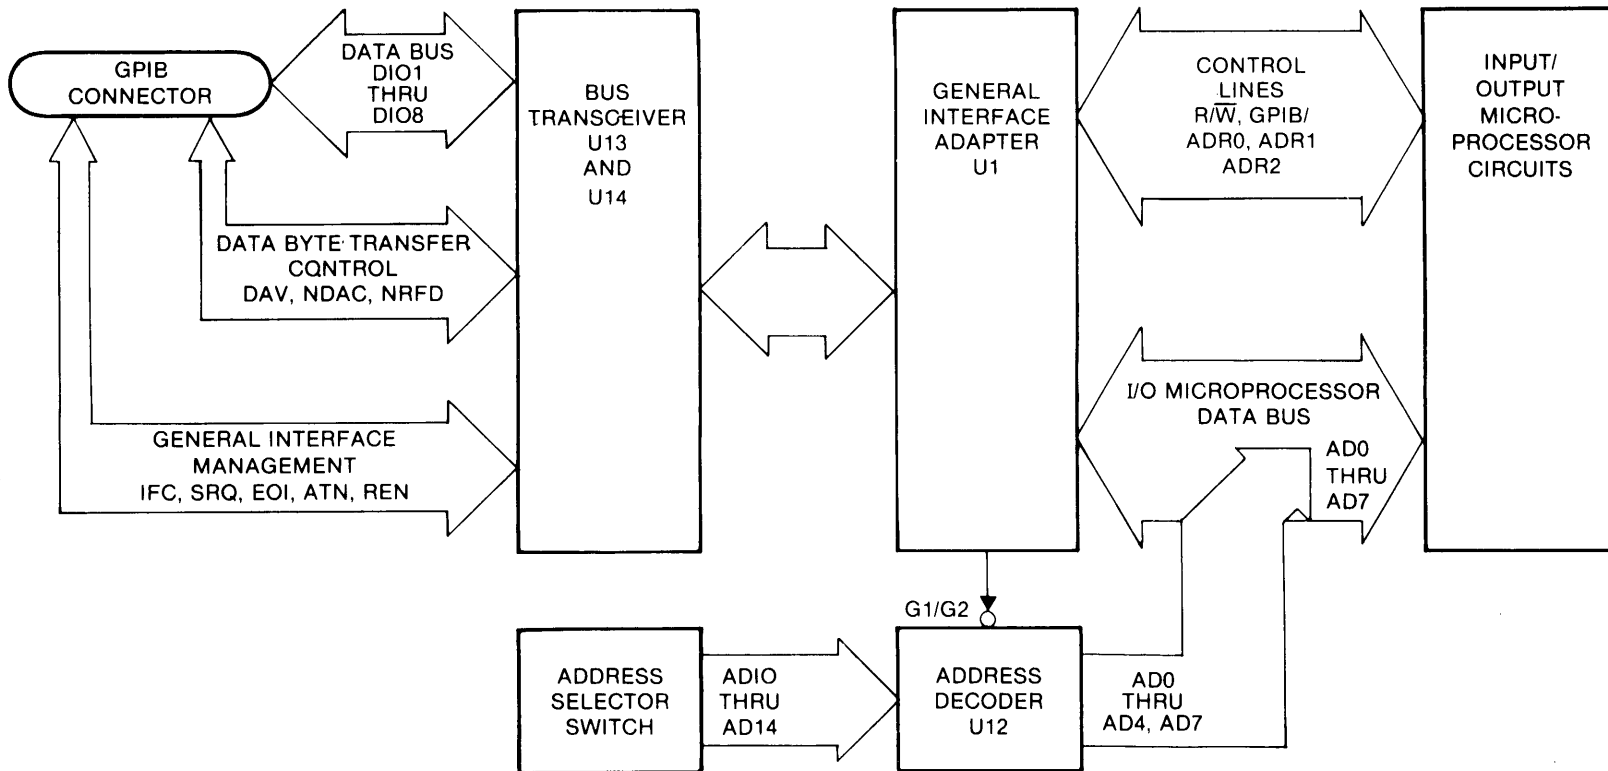 GPIB
CONNECTOR
DATA BUS
DIO1
THRU
DIO8
BUS
TRANSCEIVER
U13
AND
U14
GENERAL
INTERFACE
ADAPTER
U1
CONTROL
LINES
R/W̅, GPIB/
ADR0, ADR1
ADR2
INPUT/
OUTPUT
MICRO-
PROCESSOR
CIRCUITS
DATA BYTE TRANSFER
CONTROL
DAV, NDAC, NRFD
I/O MICROPROCESSOR
DATA BUS
AD0
THRU
AD7
GENERAL INTERFACE
MANAGEMENT
IFC, SRQ, EOI, ATN, REN
G1/G2
ADDRESS
SELECTOR
SWITCH
ADIO
THRU
AD14
ADDRESS
DECODER
U12
AD0
THRU
AD4, AD7